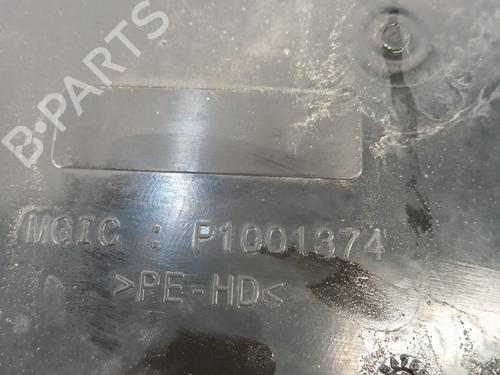 B-PARTS
MGIC : P1001374
>PE-HD<